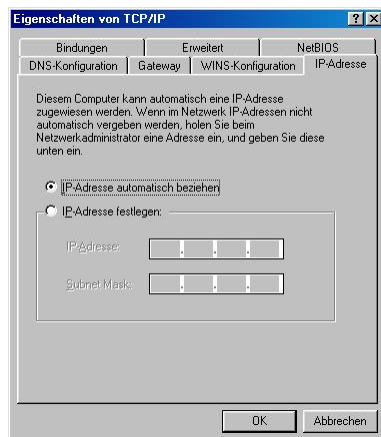 Eigenschaften von TCP/IP
Bindungen Erweitert NetBIOS
DNS-Konfiguration Gateway WINS-Konfiguration IP-Adresse
Diesem Computer kann automatisch eine IP-Adresse
zugewiesen werden. Wenn im Netzwerk IP-Adressen nicht
automatisch vergeben werden, holen Sie beim
Netzwerkadministrator eine Adresse ein, und geben Sie diese
unten ein.
IP-Adresse automatisch beziehen
IP-Adresse festlegen:
IP-Adresse:
Subnet Mask:
OK Abbrechen